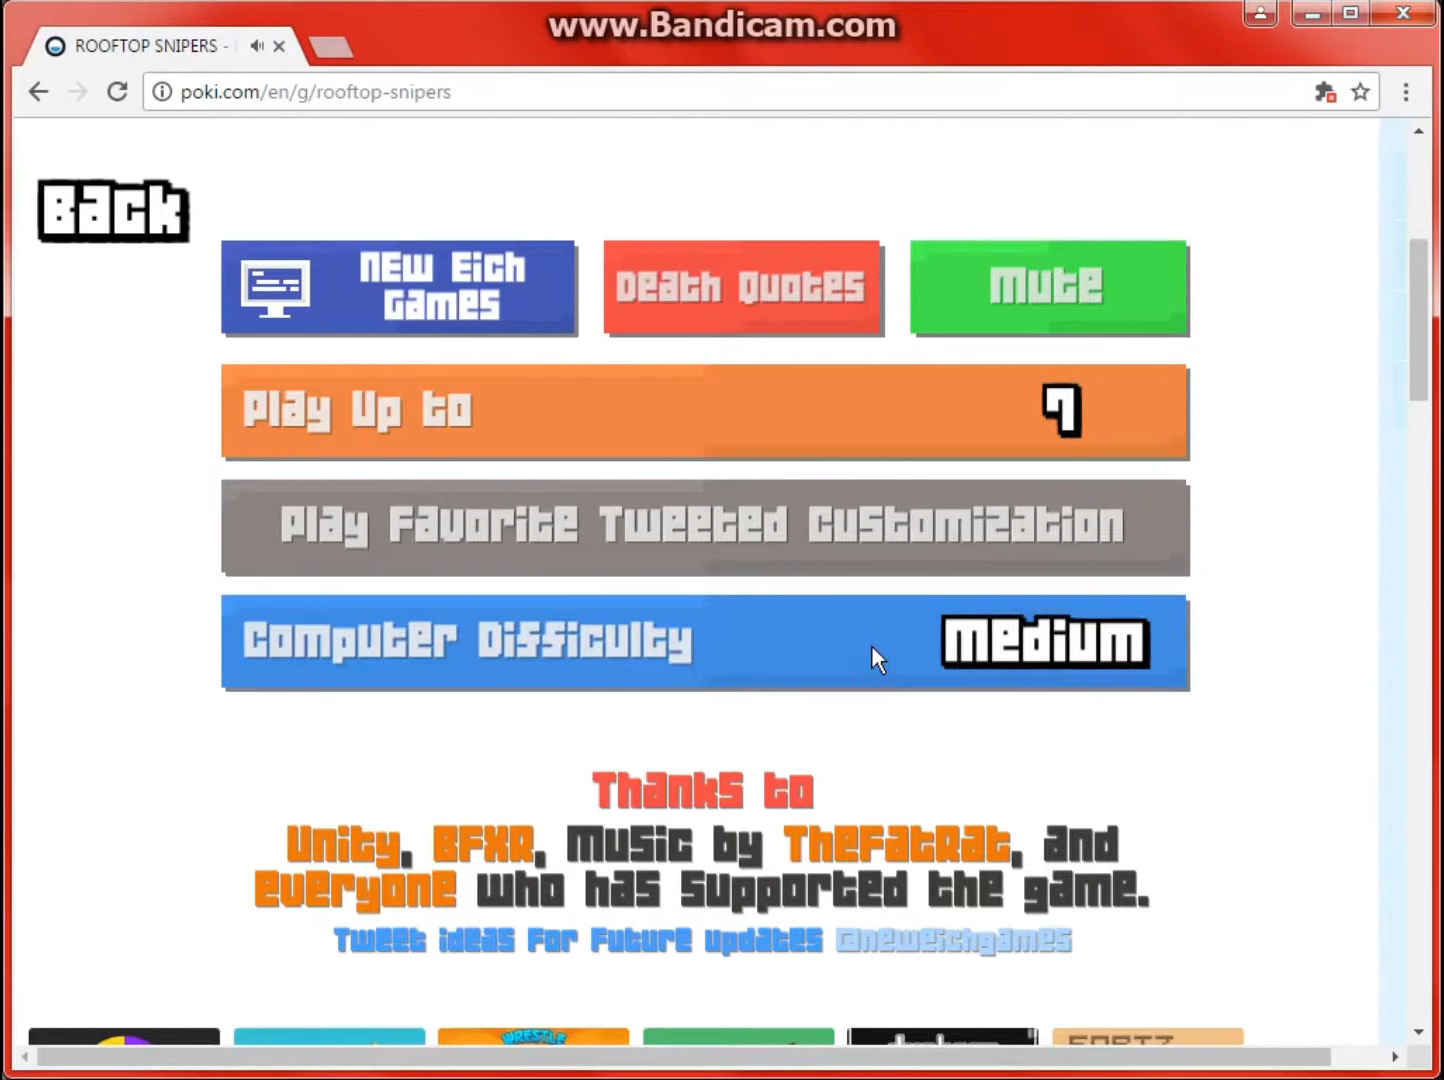 www.Bandicam.com
ROOFTOP SNIPERS -
poki.com/en/g/rooftop-snipers
Back
New Eich
Games
Death Quotes
Mute
Play Up to
Play Favorite Tweeted Customization
Computer Difficulty
Medium
Thanks to
Unity, BFXR, Music by TheFatRat, and
everyone who has supported the game.
Tweet ideas for future updates @neweichgames
WRESTLE